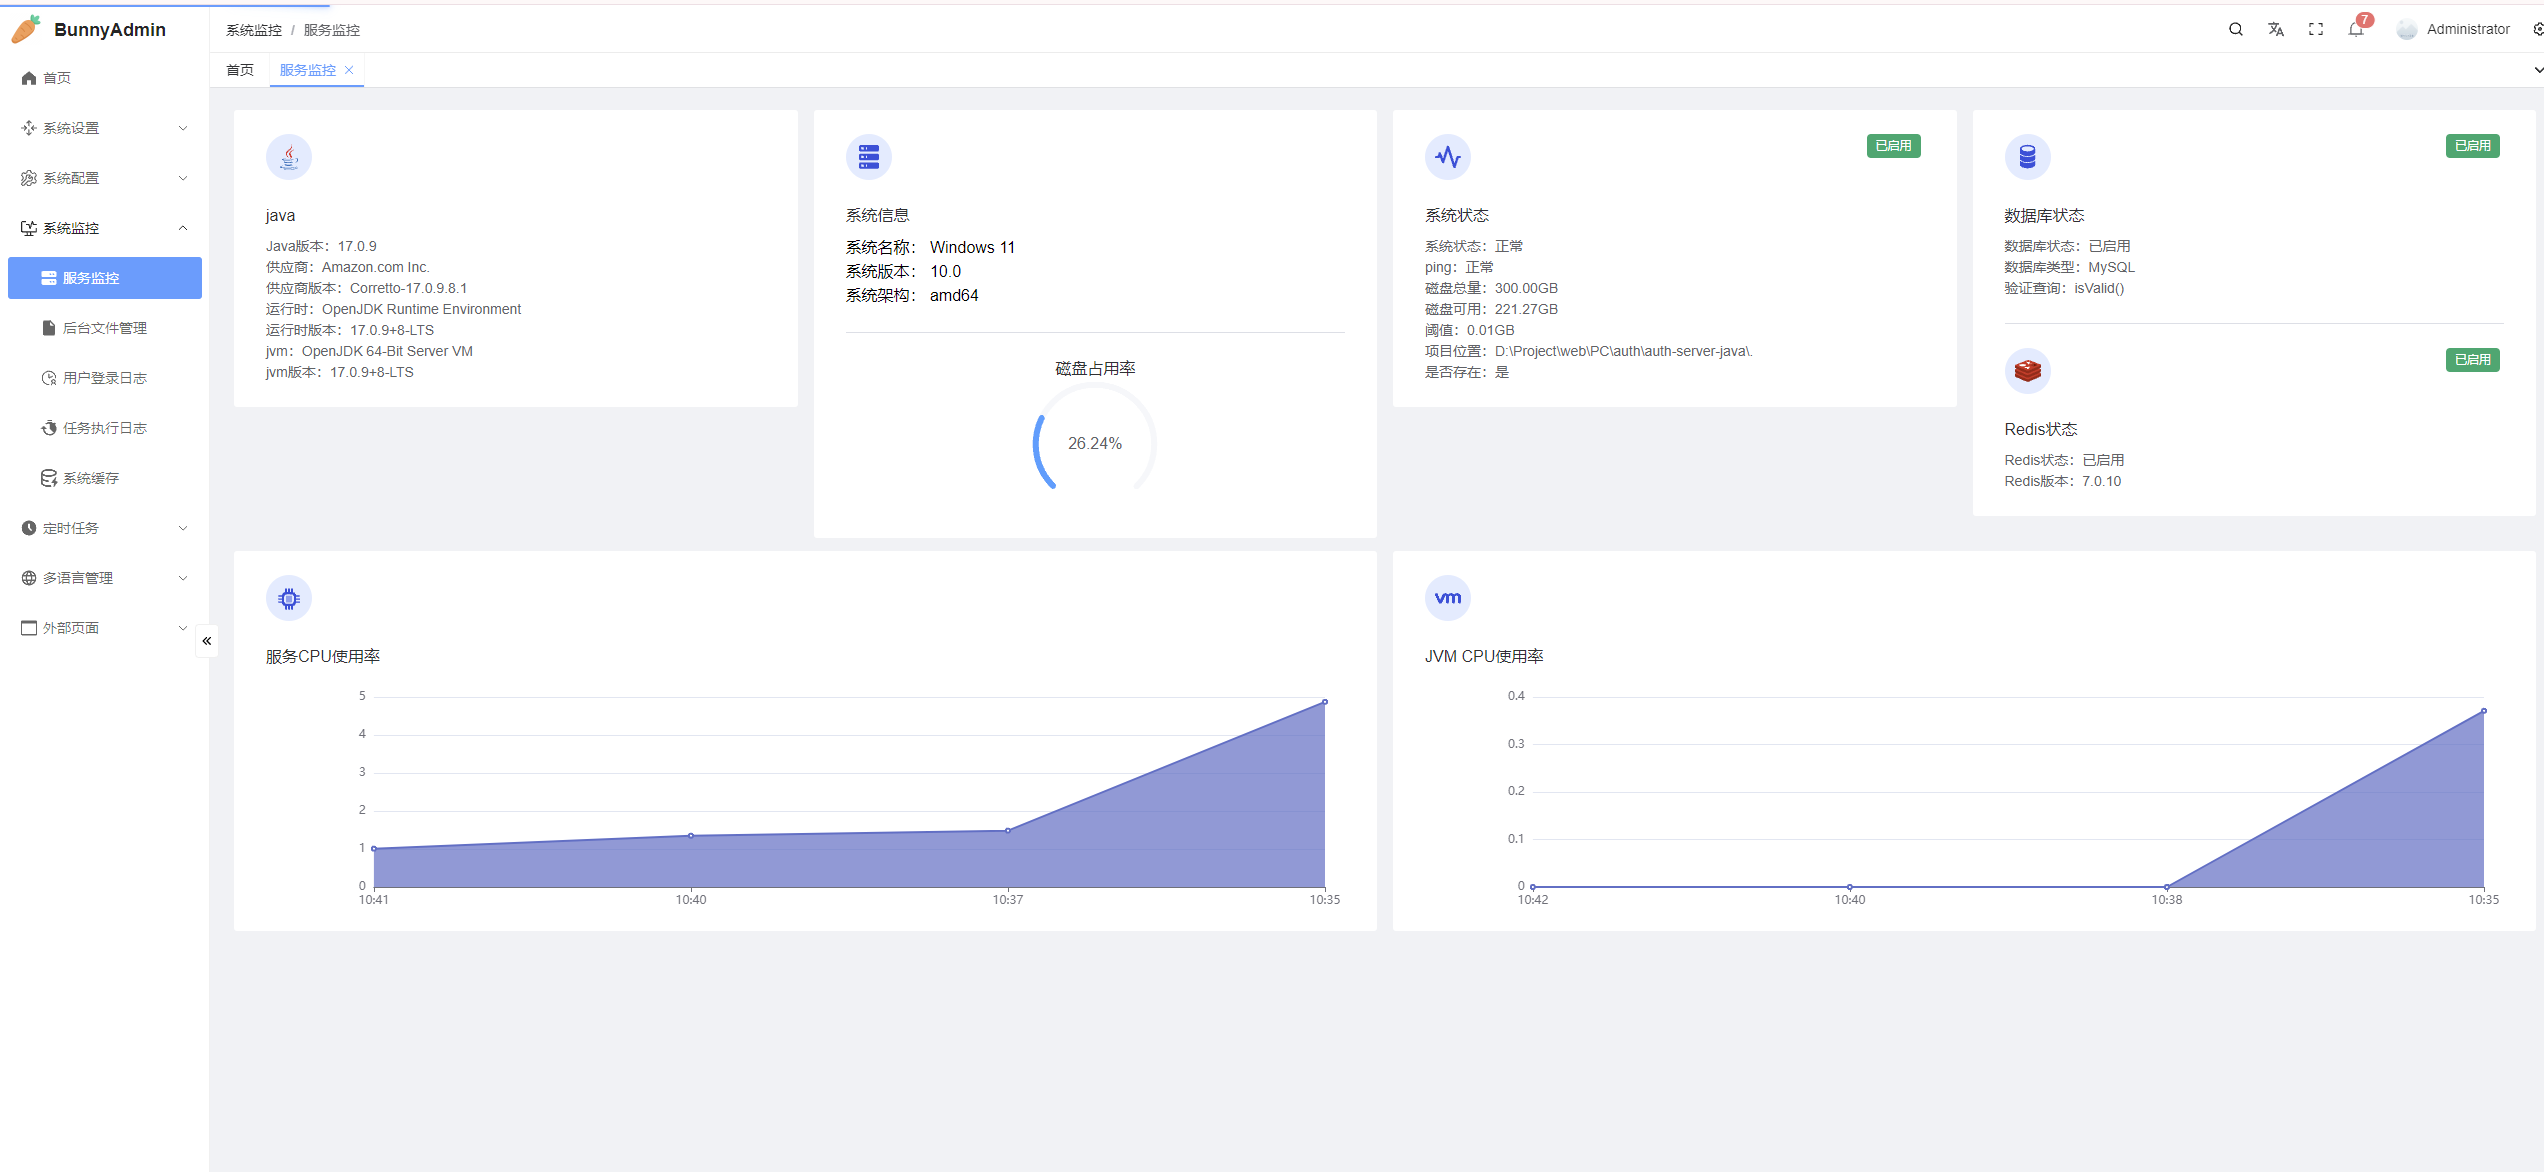 BunnyAdmin
首页
系统设置
系统配置
系统监控
服务监控
后台文件管理
用户登录日志
任务执行日志
系统缓存
定时任务
多语言管理
外部页面
系统监控 / 服务监控
7
Administrator
首页
服务监控
java
Java版本：17.0.9
供应商：Amazon.com Inc.
供应商版本：Corretto-17.0.9.8.1
运行时：OpenJDK Runtime Environment
运行时版本：17.0.9+8-LTS
jvm：OpenJDK 64-Bit Server VM
jvm版本：17.0.9+8-LTS
系统信息
系统名称： Windows 11
系统版本： 10.0
系统架构： amd64
磁盘占用率
26.24%
已启用
系统状态
系统状态：正常
ping：正常
磁盘总量：300.00GB
磁盘可用：221.27GB
阈值：0.01GB
项目位置：D:\Project\web\PC\auth\auth-server-java\.
是否存在：是
已启用
数据库状态
数据库状态：已启用
数据库类型：MySQL
验证查询：isValid()
已启用
Redis状态
Redis状态：已启用
Redis版本：7.0.10
服务CPU使用率
5
4
3
2
1
0
10:41 10:40 10:37 10:35
vm
JVM CPU使用率
0.4
0.3
0.2
0.1
0
10:42 10:40 10:38 10:35